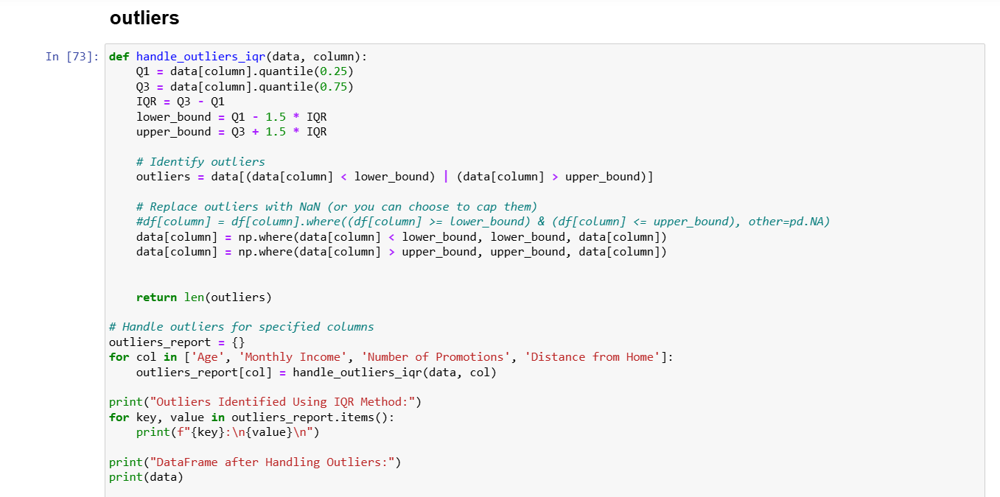 outliers
In [73]: def handle_outliers_iqr(data, column):
    Q1 = data[column].quantile(0.25)
    Q3 = data[column].quantile(0.75)
    IQR = Q3 - Q1
    lower_bound = Q1 - 1.5 * IQR
    upper_bound = Q3 + 1.5 * IQR
    # Identify outliers
    outliers = data[(data[column] < lower_bound) | (data[column] > upper_bound)]
    # Replace outliers with NaN (or you can choose to cap them)
    #df[column] = df[column].where((df[column] >= lower_bound) & (df[column] <= upper_bound), other=pd.NA)
    data[column] = np.where(data[column] < lower_bound, lower_bound, data[column])
    data[column] = np.where(data[column] > upper_bound, upper_bound, data[column])
    return len(outliers)
# Handle outliers for specified columns
outliers_report = {}
for col in ['Age', 'Monthly Income', 'Number of Promotions', 'Distance from Home']:
    outliers_report[col] = handle_outliers_iqr(data, col)
print("Outliers Identified Using IQR Method:")
for key, value in outliers_report.items():
    print(f"{key}:\n{value}\n")
print("DataFrame after Handling Outliers:")
print(data)